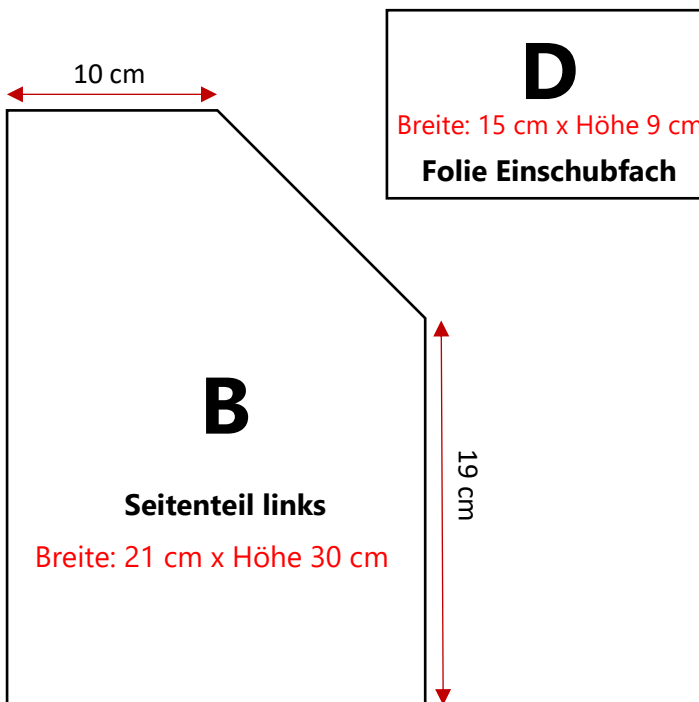 10 cm
D
Breite: 15 cm x Höhe 9 cm
Folie Einschubfach
B
19 cm
Seitenteil links
Breite: 21 cm x Höhe 30 cm